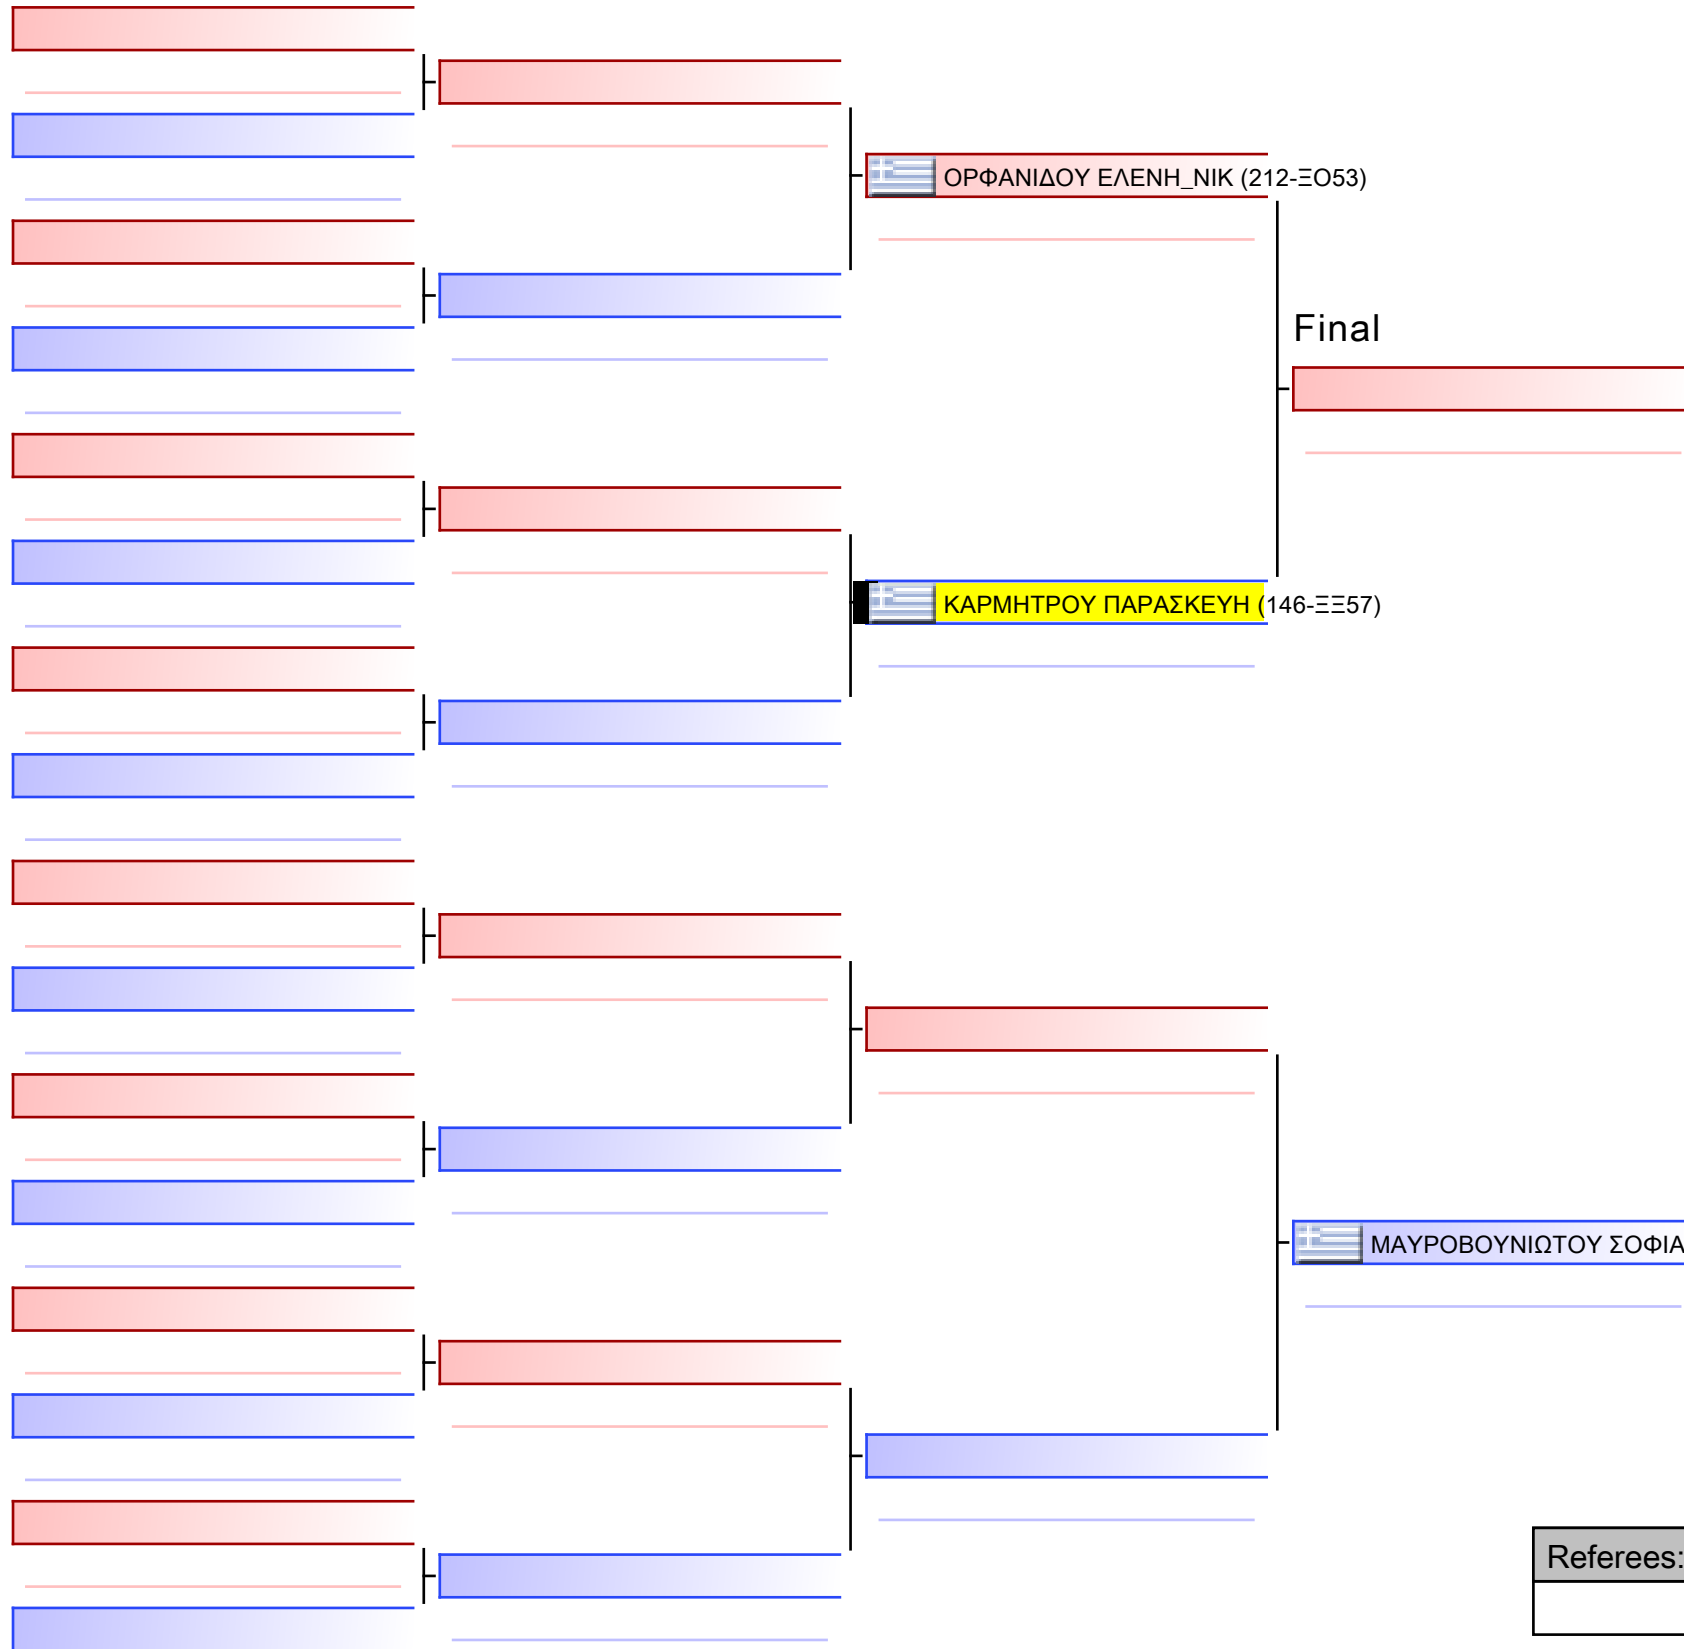 ΟΡΦΑΝΙΔΟΥ ΕΛΕΝΗ_ΝΙΚ (212-ΞΟ53)
Final
ΚΑΡΜΗΤΡΟΥ ΠΑΡΑΣΚΕΥΗ (146-ΞΞ57)
ΜΑΥΡΟΒΟΥΝΙΩΤΟΥ ΣΟΦΙΑ
Referees: